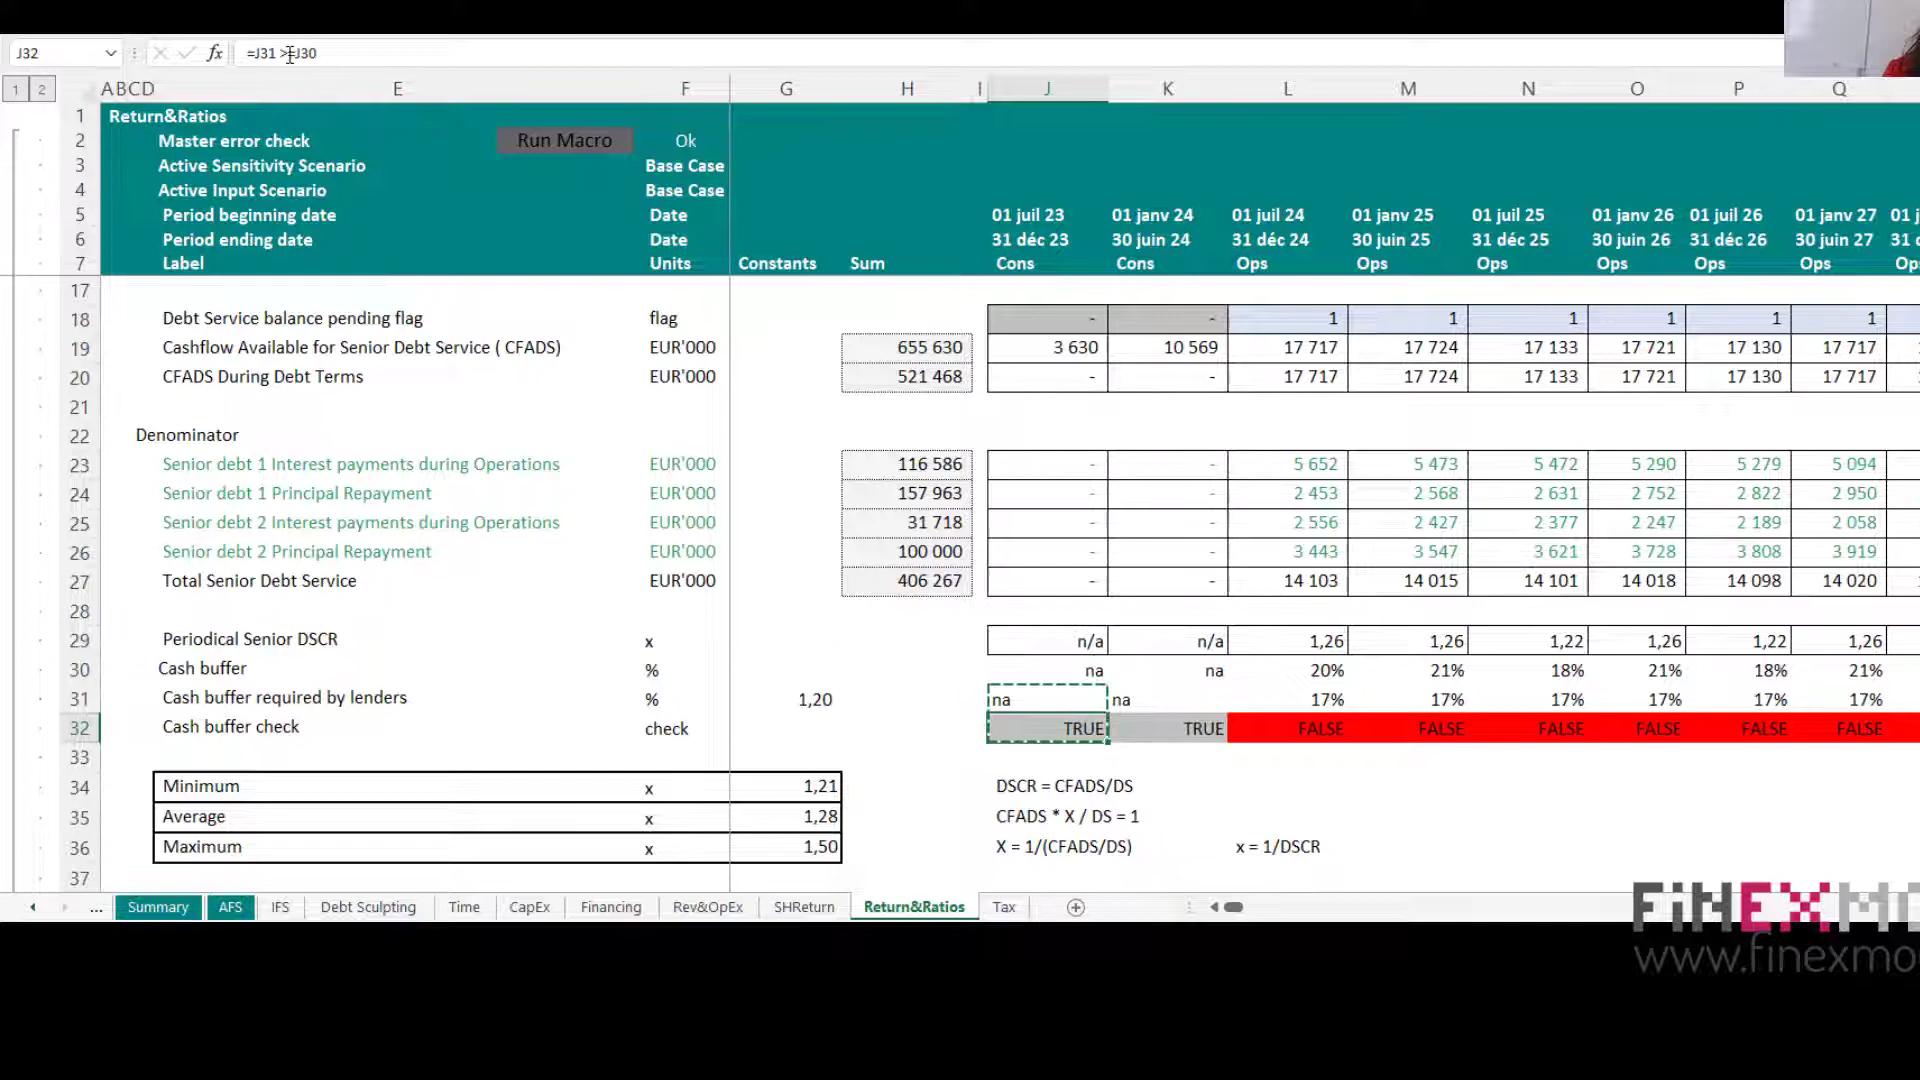 J32 fx =J31 >=J30
1 2 ABCD E F G H I J K L M N O P Q
1 Return&Ratios
2 Master error check Run Macro Ok
3 Active Sensitivity Scenario Base Case
4 Active Input Scenario Base Case
5 Period beginning date Date 01 juil 23 01 janv 24 01 juil 24 01 janv 25 01 juil 25 01 janv 26 01 juil 26 01 janv 27
6 Period ending date Date 31 déc 23 30 juin 24 31 déc 24 30 juin 25 31 déc 25 30 juin 26 31 déc 26 30 juin 27
7 Label Units Constants Sum Cons Cons Ops Ops Ops Ops Ops Ops
17
18 Debt Service balance pending flag flag - - 1 1 1 1 1 1
19 Cashflow Available for Senior Debt Service ( CFADS) EUR'000 655 630 3 630 10 569 17 717 17 724 17 133 17 721 17 130 17 717
20 CFADS During Debt Terms EUR'000 521 468 - - 17 717 17 724 17 133 17 721 17 130 17 717
21
22 Denominator
23 Senior debt 1 Interest payments during Operations EUR'000 116 586 - - 5 652 5 473 5 472 5 290 5 279 5 094
24 Senior debt 1 Principal Repayment EUR'000 157 963 - - 2 453 2 568 2 631 2 752 2 822 2 950
25 Senior debt 2 Interest payments during Operations EUR'000 31 718 - - 2 556 2 427 2 377 2 247 2 189 2 058
26 Senior debt 2 Principal Repayment EUR'000 100 000 - - 3 443 3 547 3 621 3 728 3 808 3 919
27 Total Senior Debt Service EUR'000 406 267 - - 14 103 14 015 14 101 14 018 14 098 14 020
28
29 Periodical Senior DSCR x n/a n/a 1,26 1,26 1,22 1,26 1,22 1,26
30 Cash buffer % na na 20% 21% 18% 21% 18% 21%
31 Cash buffer required by lenders % 1,20 na na 17% 17% 17% 17% 17% 17%
32 Cash buffer check check TRUE TRUE FALSE FALSE FALSE FALSE FALSE FALSE
33
34 Minimum x 1,21 DSCR = CFADS/DS
35 Average x 1,28 CFADS * X / DS = 1
36 Maximum x 1,50 X = 1/(CFADS/DS) x = 1/DSCR
37
... Summary AFS IFS Debt Sculpting Time CapEx Financing Rev&OpEx SHReturn Return&Ratios Tax
FiNEXM
www.finexmo